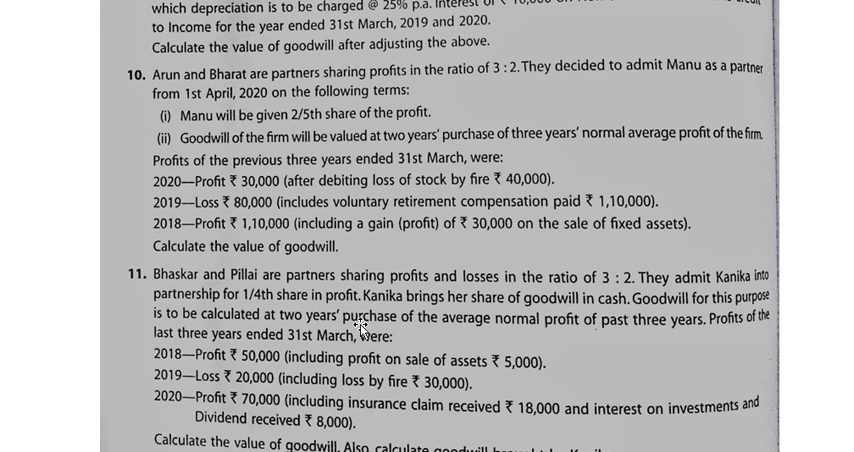 which depreciation is to be charged @ 25% p.a. Interest of ₹
to Income for the year ended 31st March, 2019 and 2020.
Calculate the value of goodwill after adjusting the above.
10. Arun and Bharat are partners sharing profits in the ratio of 3 : 2. They decided to admit Manu as a partner
from 1st April, 2020 on the following terms:
(i) Manu will be given 2/5th share of the profit.
(ii) Goodwill of the firm will be valued at two years' purchase of three years' normal average profit of the firm.
Profits of the previous three years ended 31st March, were:
2020—Profit ₹ 30,000 (after debiting loss of stock by fire ₹ 40,000).
2019—Loss ₹ 80,000 (includes voluntary retirement compensation paid ₹ 1,10,000).
2018—Profit ₹ 1,10,000 (including a gain (profit) of ₹ 30,000 on the sale of fixed assets).
Calculate the value of goodwill.
11. Bhaskar and Pillai are partners sharing profits and losses in the ratio of 3 : 2. They admit Kanika into
partnership for 1/4th share in profit. Kanika brings her share of goodwill in cash. Goodwill for this purpose
is to be calculated at two years' purchase of the average normal profit of past three years. Profits of the
last three years ended 31st March, were:
2018—Profit ₹ 50,000 (including profit on sale of assets ₹ 5,000).
2019—Loss ₹ 20,000 (including loss by fire ₹ 30,000).
2020—Profit ₹ 70,000 (including insurance claim received ₹ 18,000 and interest on investments and
Dividend received ₹ 8,000).
Calculate the value of goodwill. Also calculate goodwill